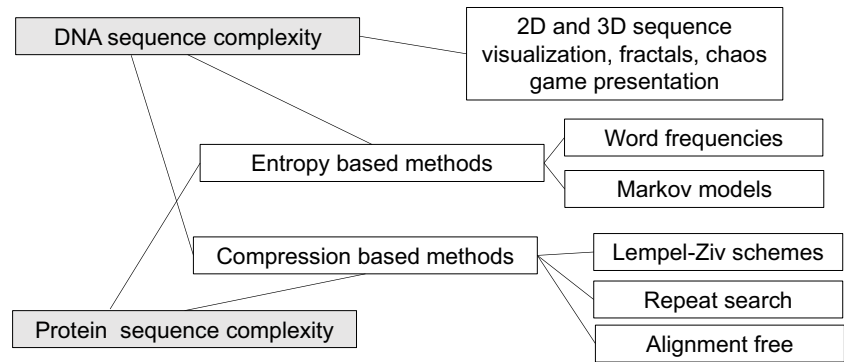 DNA sequence complexity
2D and 3D sequence
visualization, fractals, chaos
game presentation
Entropy based methods
Word frequencies
Markov models
Compression based methods
Lempel-Ziv schemes
Repeat search
Protein  sequence complexity
Alignment free